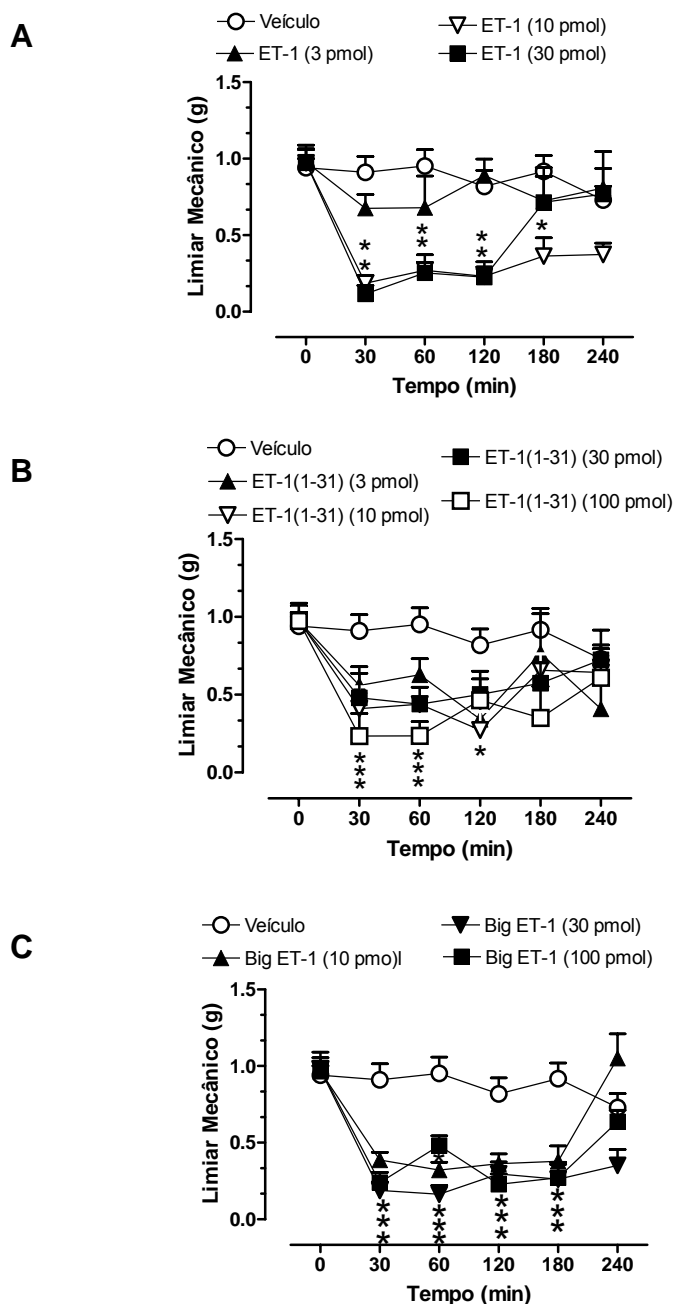 A
Veículo ET-1 (10 pmol)
ET-1 (3 pmol) ET-1 (30 pmol)
Limiar Mecânico (g)
1.5
1.0
0.5
0.0
* * * * * * *
0 30 60 120 180 240
Tempo (min)
B
Veículo ET-1(1-31) (30 pmol)
ET-1(1-31) (3 pmol) ET-1(1-31) (100 pmol)
ET-1(1-31) (10 pmol)
Limiar Mecânico (g)
1.5
1.0
0.5
0.0
* * * * * * *
0 30 60 120 180 240
Tempo (min)
C
Veículo Big ET-1 (30 pmol)
Big ET-1 (10 pmo)l Big ET-1 (100 pmol)
Limiar Mecânico (g)
1.5
1.0
0.5
0.0
* * * * * * * * * * * *
0 30 60 120 180 240
Tempo (min)